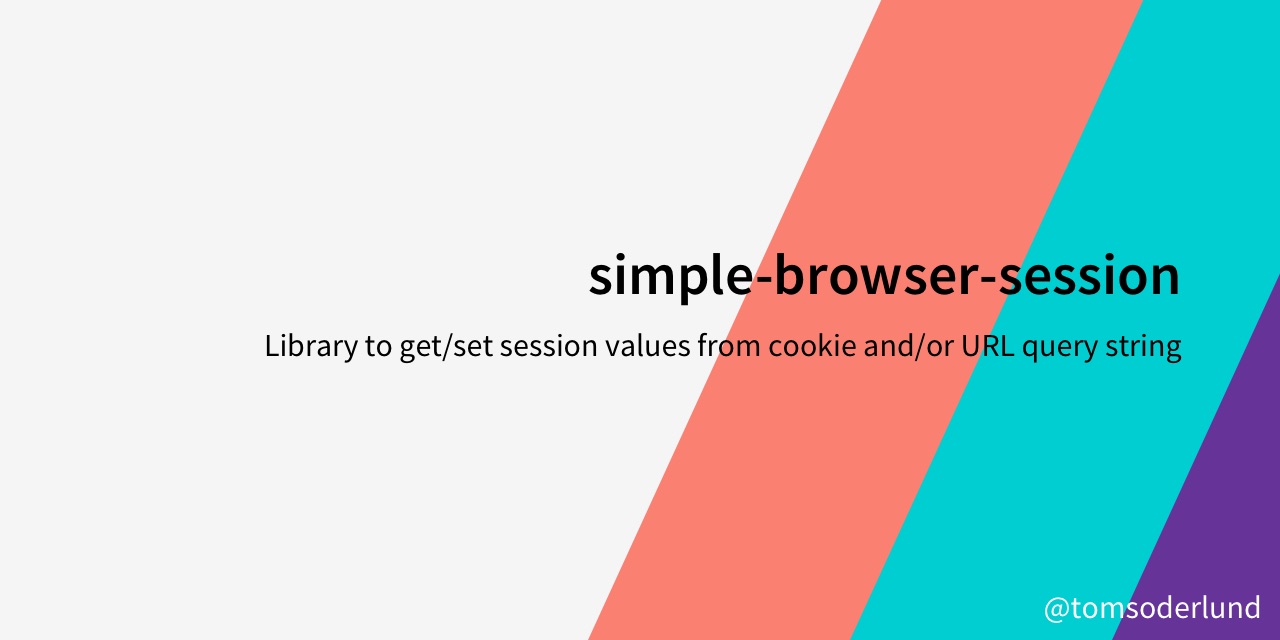 simple-browser-session
Library to get/set session values from cookie and/or URL query string
@tomsoderlund